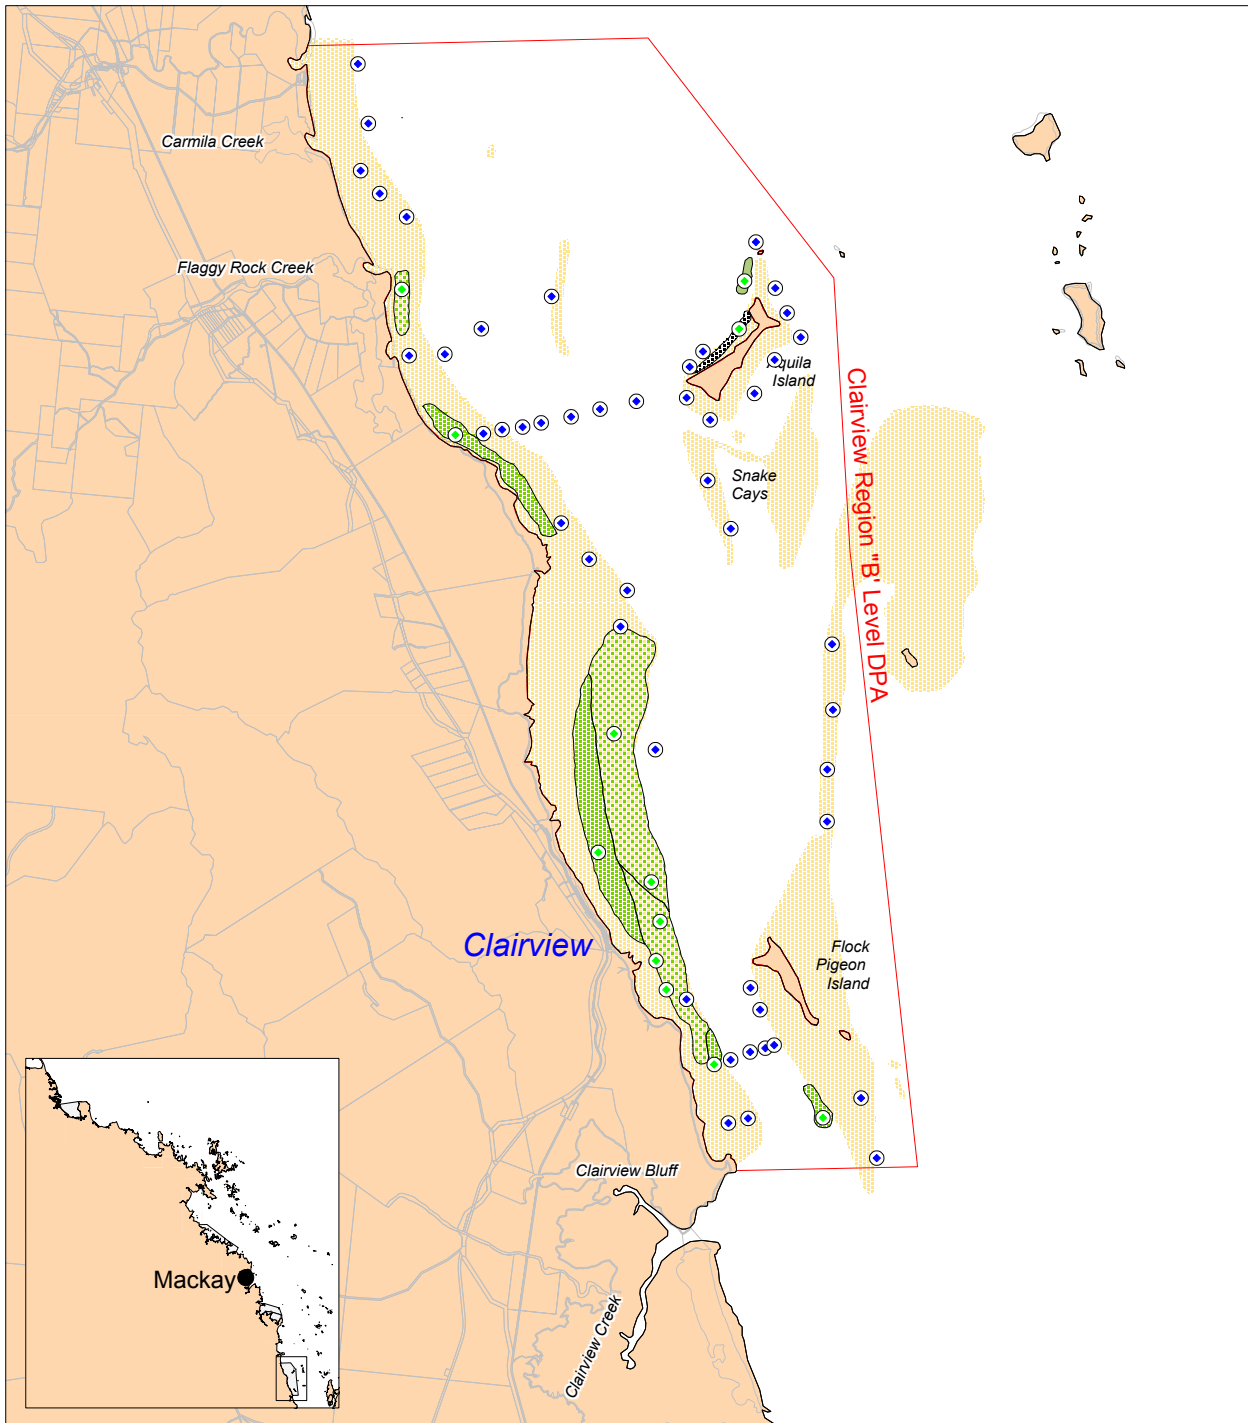 Carmila Creek
Flaggy Rock Creek
quila
Island
Clairview Region "B' Level DPA
Snake
Cays
Clairview
Flock
Pigeon
Island
Clairview Bluff
Mackay
Clairview Creek